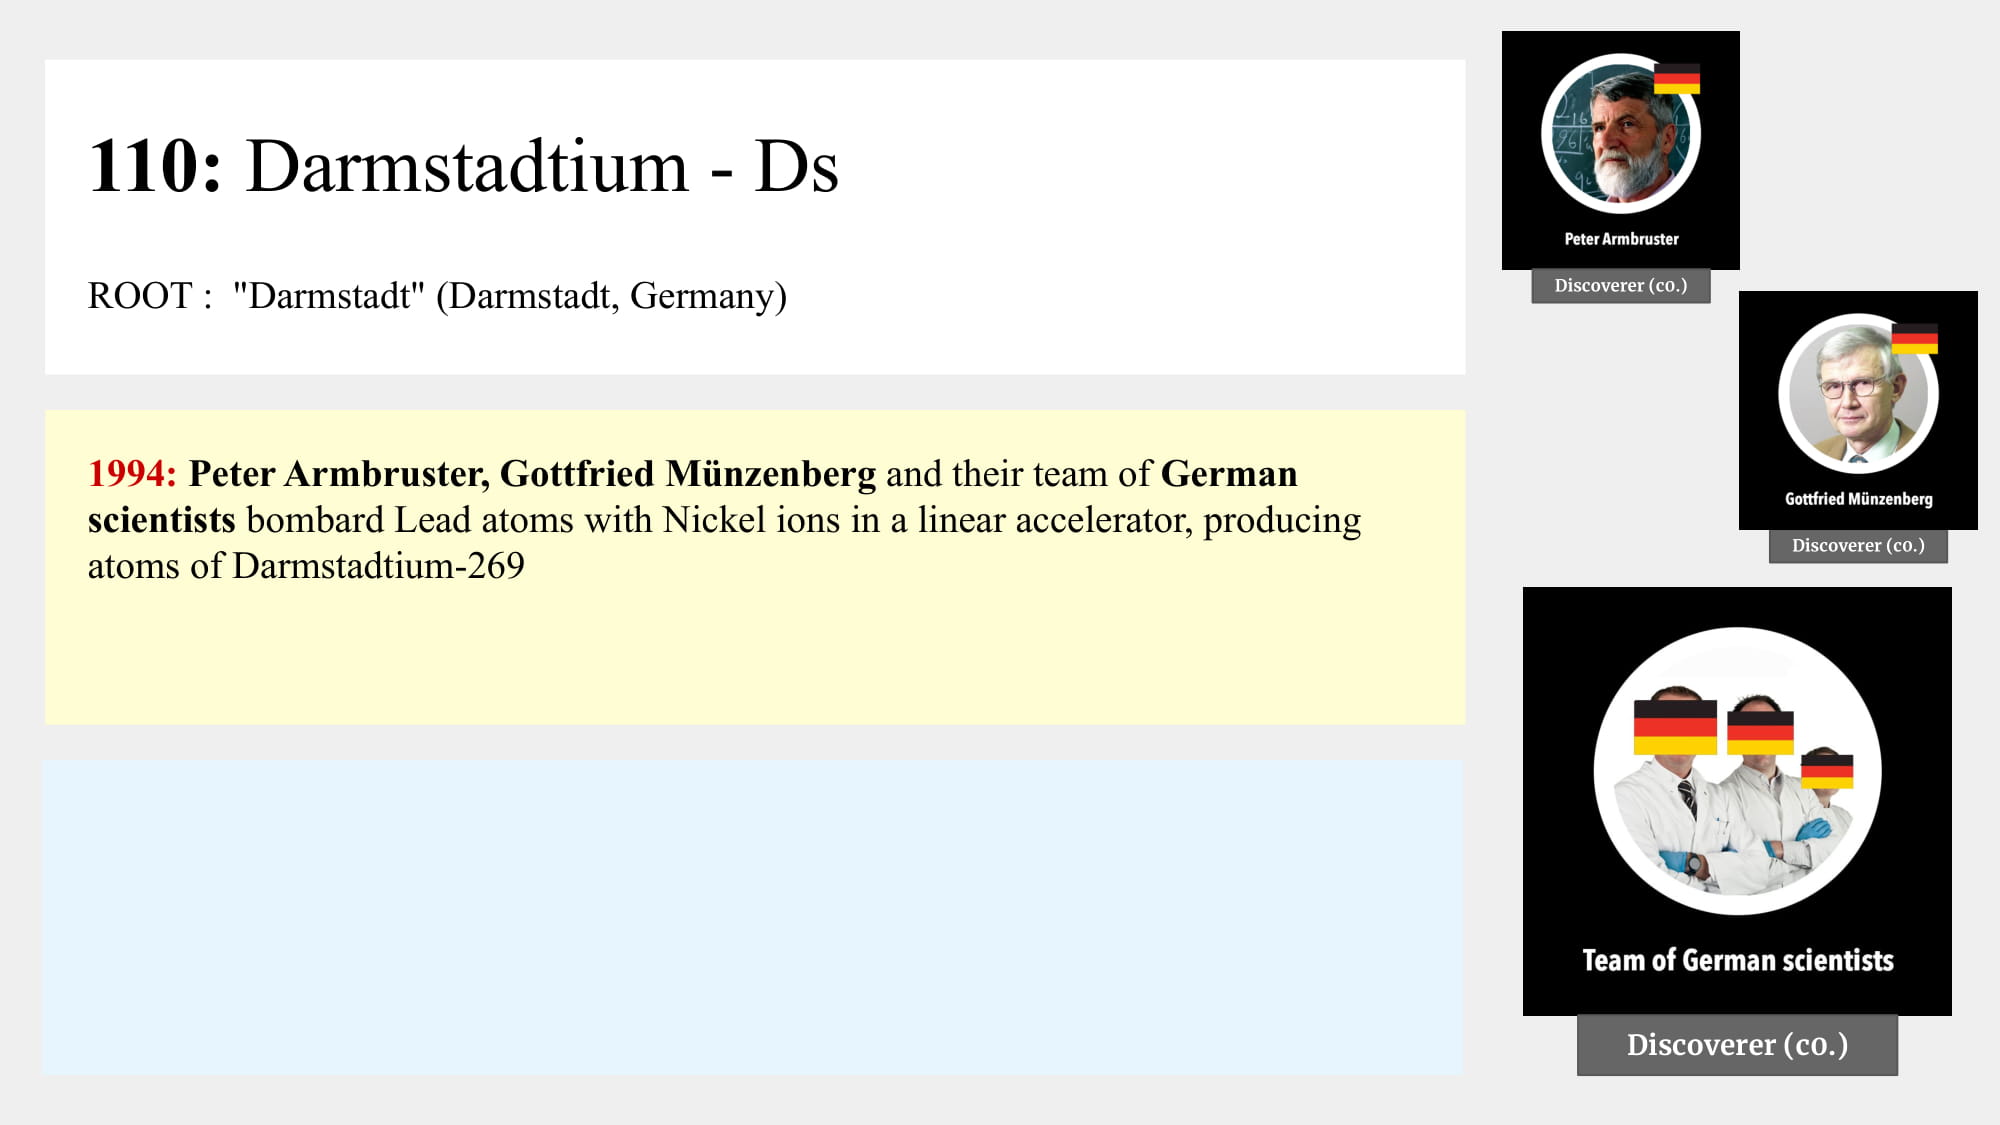 110: Darmstadtium - Ds
ROOT :  "Darmstadt" (Darmstadt, Germany)
1994: Peter Armbruster, Gottfried Münzenberg and their team of German
scientists bombard Lead atoms with Nickel ions in a linear accelerator, producing
atoms of Darmstadtium-269
Peter Armbruster
Discoverer (co.)
Gottfried Münzenberg
Discoverer (co.)
Team of German scientists
Discoverer (co.)